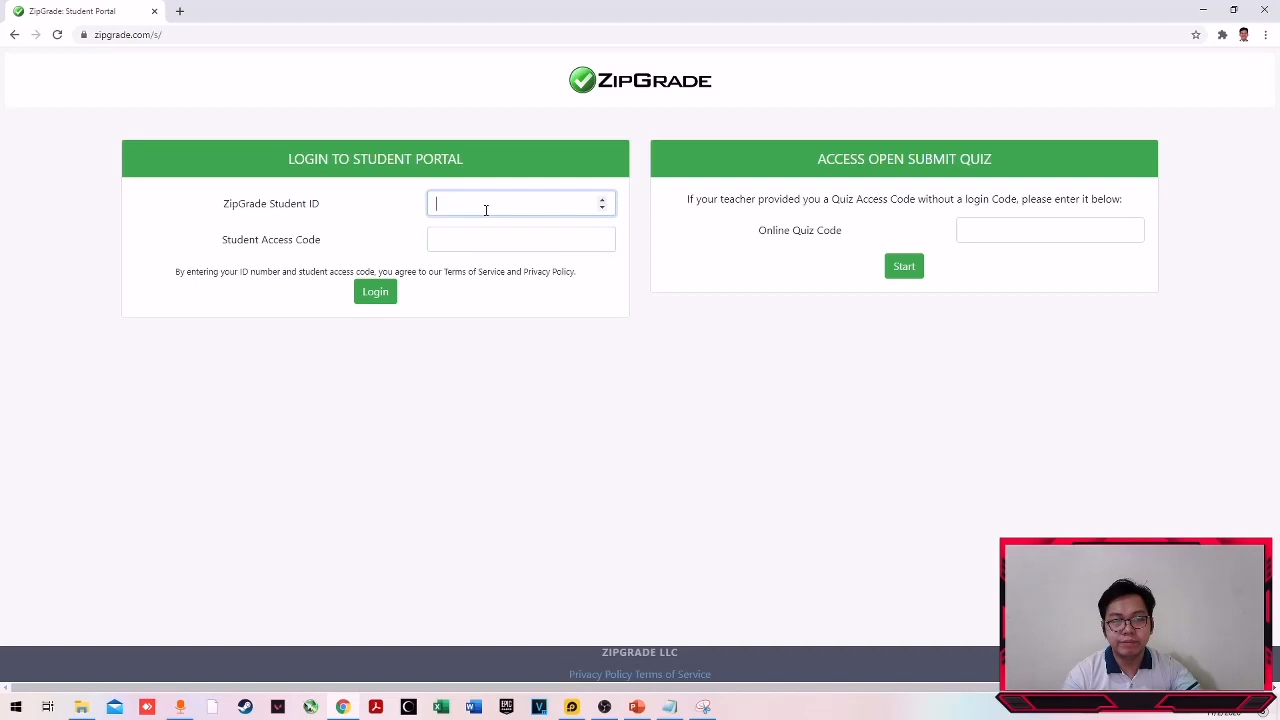 ZipGrade: Student Portal
zipgrade.com/s/
ZIPGRADE
LOGIN TO STUDENT PORTAL
ZipGrade Student ID
Student Access Code
By entering your ID number and student access code, you agree to our Terms of Service and Privacy Policy.
Login
ACCESS OPEN SUBMIT QUIZ
If your teacher provided you a Quiz Access Code without a login Code, please enter it below:
Online Quiz Code
Start
ZIPGRADE LLC
Privacy Policy Terms of Service